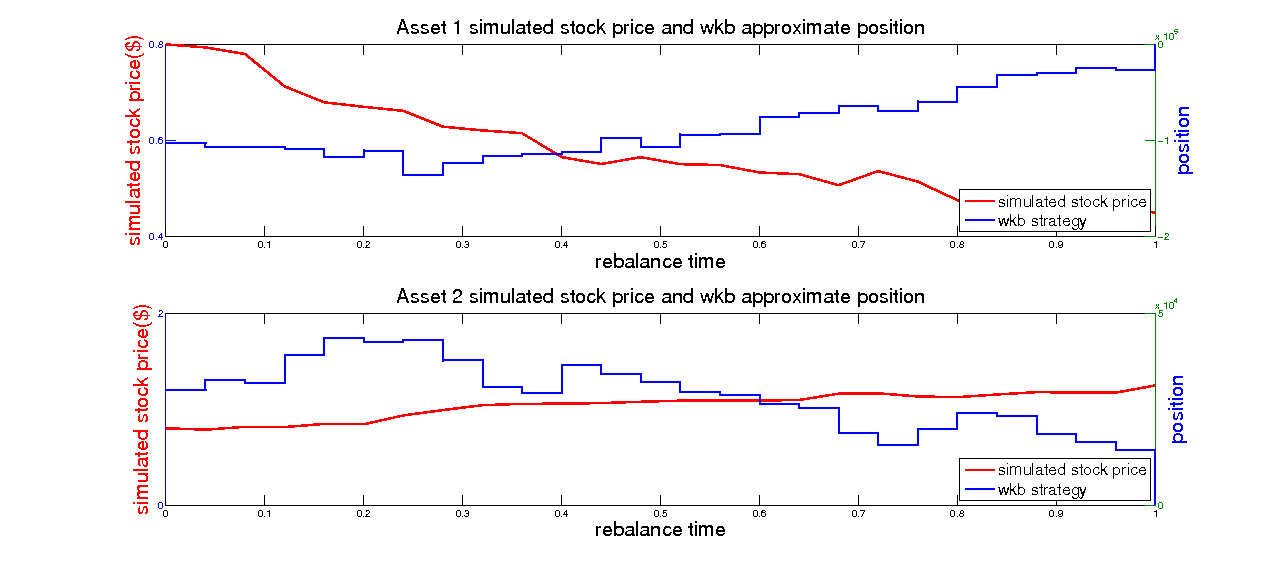 Asset 1 simulated stock price and wkb approximate position
simulated stock price($)
0.8
0.6
0.4
0
-1
-2
position
simulated stock price
wkb strategy
0 0.1 0.2 0.3 0.4 0.5 0.6 0.7 0.8 0.9 1
rebalance time
Asset 2 simulated stock price and wkb approximate position
x 10^4
simulated stock price($)
2
0
5
0
position
simulated stock price
wkb strategy
0 0.1 0.2 0.3 0.4 0.5 0.6 0.7 0.8 0.9 1
rebalance time